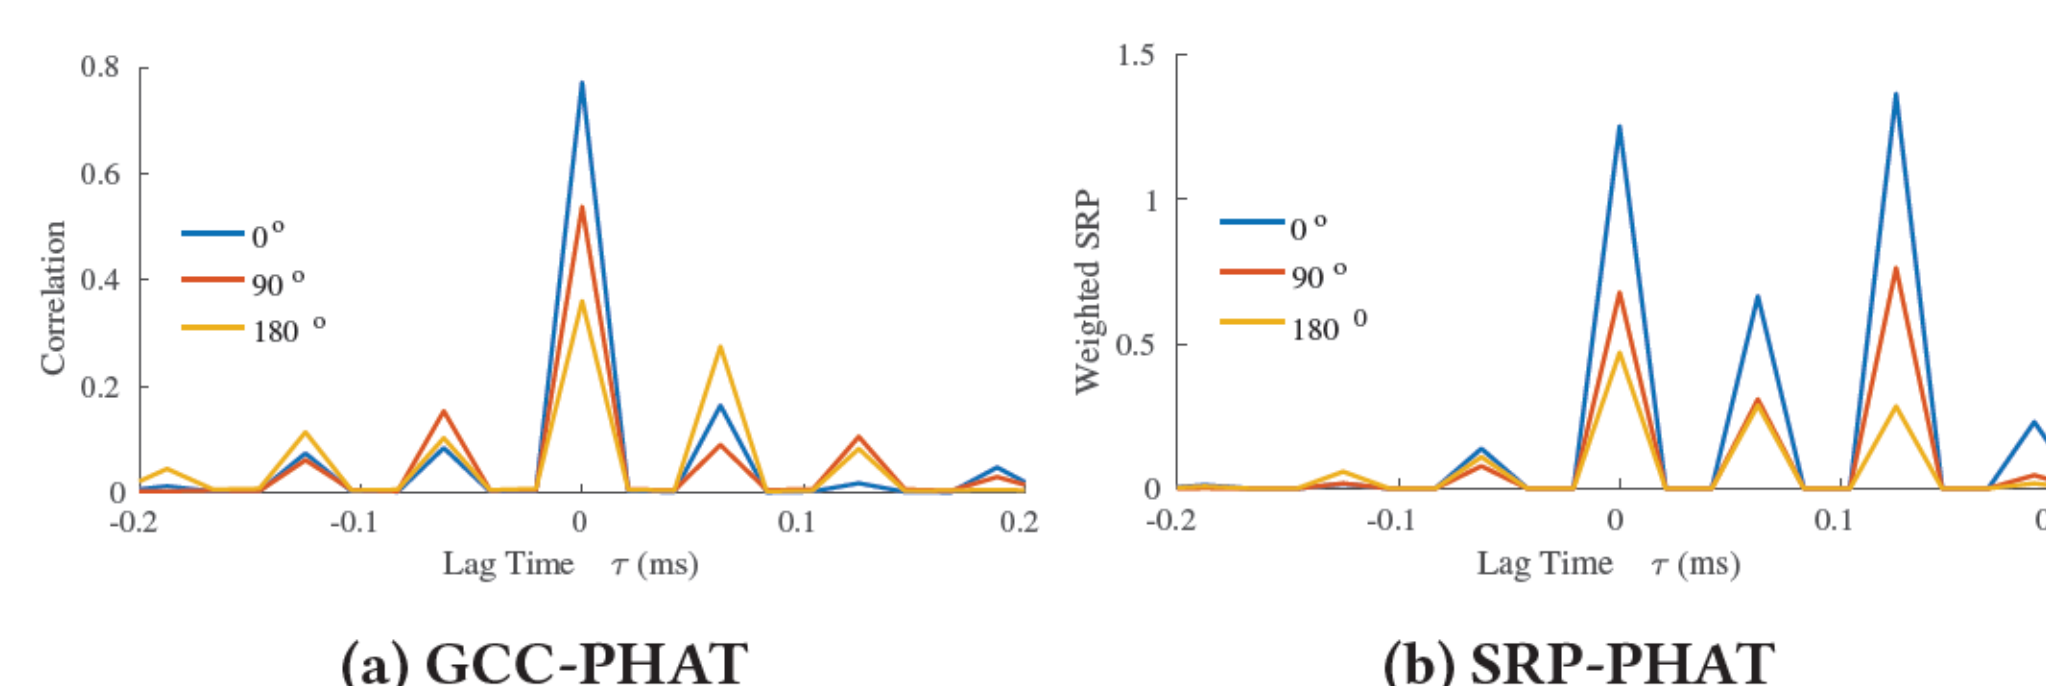 0.8
0.6
0.4
0.2
0
Correlation
0 º
90 º
180 º
-0.2 -0.1 0 0.1 0.2
Lag Time τ (ms)
(a) GCC-PHAT
1.5
1
0.5
0
Weighted SRP
0 º
90 º
180 ⁰
-0.2 -0.1 0 0.1
Lag Time τ (ms)
(b) SRP-PHAT